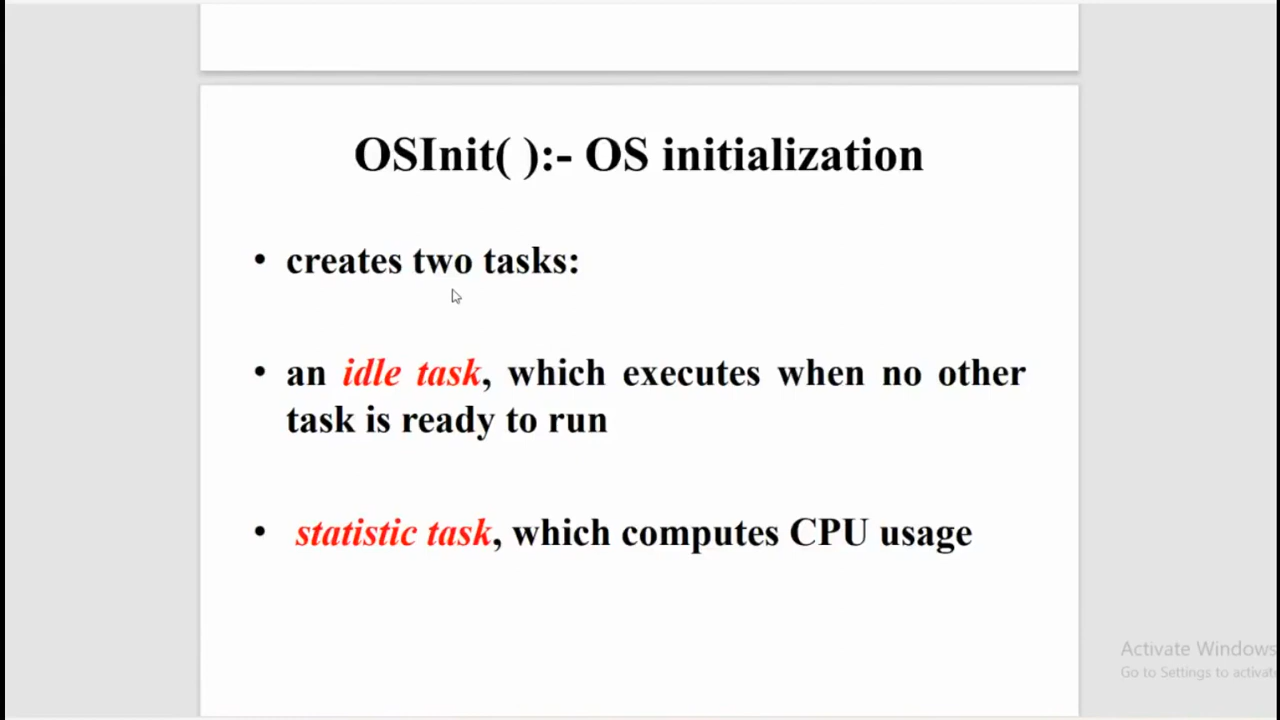 OSInit( ):- OS initialization
• creates two tasks:
• an idle task, which executes when no other
task is ready to run
• statistic task, which computes CPU usage
Activate Windows
Go to Settings to activate